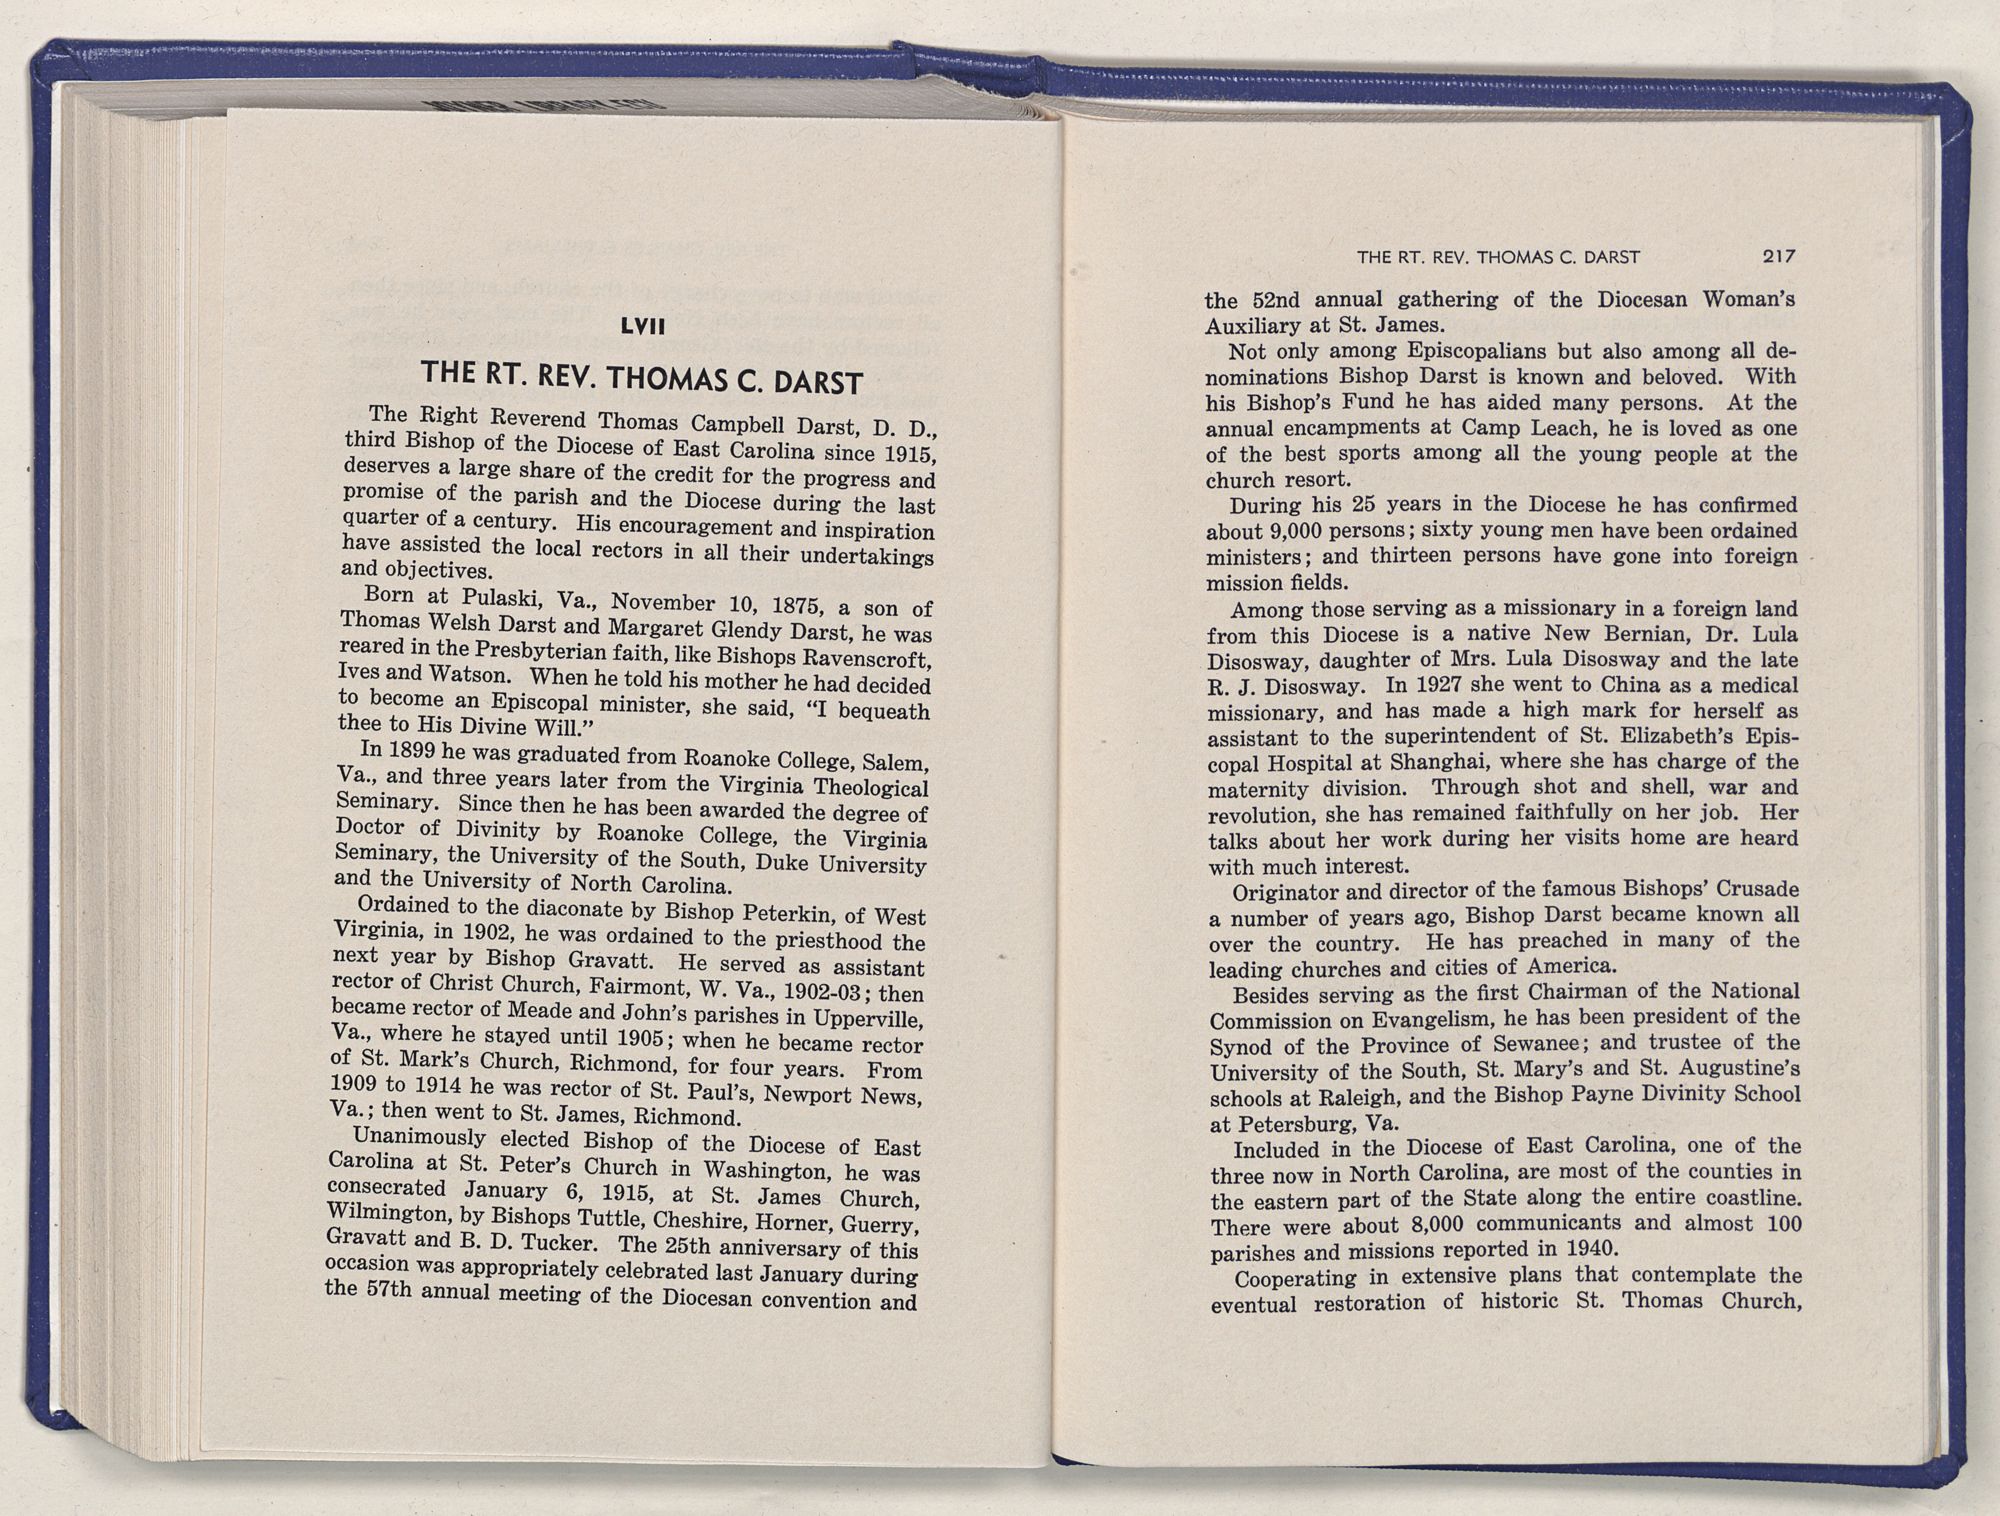 JOYNER LIBRARY ECU
LVII
THE RT. REV. THOMAS C. DARST
The Right Reverend Thomas Campbell Darst, D. D.,
third Bishop of the Diocese of East Carolina since 1915,
deserves a large share of the credit for the progress and
promise of the parish and the Diocese during the last
quarter of a century. His encouragement and inspiration
have assisted the local rectors in all their undertakings
and objectives.
Born at Pulaski, Va., November 10, 1875, a son of
Thomas Welsh Darst and Margaret Glendy Darst, he was
reared in the Presbyterian faith, like Bishops Ravenscroft,
Ives and Watson. When he told his mother he had decided
to become an Episcopal minister, she said, “I bequeath
thee to His Divine Will.”
In 1899 he was graduated from Roanoke College, Salem,
Va., and three years later from the Virginia Theological
Seminary. Since then he has been awarded the degree of
Doctor of Divinity by Roanoke College, the Virginia
Seminary, the University of the South, Duke University
and the University of North Carolina.
Ordained to the diaconate by Bishop Peterkin, of West
Virginia, in 1902, he was ordained to the priesthood the
next year by Bishop Gravatt. He served as assistant
rector of Christ Church, Fairmont, W. Va., 1902-03; then
became rector of Meade and John’s parishes in Upperville,
Va., where he stayed until 1905; when he became rector
of St. Mark’s Church, Richmond, for four years. From
1909 to 1914 he was rector of St. Paul’s, Newport News,
Va.; then went to St. James, Richmond.
Unanimously elected Bishop of the Diocese of East
Carolina at St. Peter’s Church in Washington, he was
consecrated January 6, 1915, at St. James Church,
Wilmington, by Bishops Tuttle, Cheshire, Horner, Guerry,
Gravatt and B. D. Tucker. The 25th anniversary of this
occasion was appropriately celebrated last January during
the 57th annual meeting of the Diocesan convention and
THE RT. REV. THOMAS C. DARST 217
the 52nd annual gathering of the Diocesan Woman’s
Auxiliary at St. James.
Not only among Episcopalians but also among all de-
nominations Bishop Darst is known and beloved. With
his Bishop’s Fund he has aided many persons. At the
annual encampments at Camp Leach, he is loved as one
of the best sports among all the young people at the
church resort.
During his 25 years in the Diocese he has confirmed
about 9,000 persons; sixty young men have been ordained
ministers; and thirteen persons have gone into foreign
mission fields.
Among those serving as a missionary in a foreign land
from this Diocese is a native New Bernian, Dr. Lula
Disosway, daughter of Mrs. Lula Disosway and the late
R. J. Disosway. In 1927 she went to China as a medical
missionary, and has made a high mark for herself as
assistant to the superintendent of St. Elizabeth’s Epis-
copal Hospital at Shanghai, where she has charge of the
maternity division. Through shot and shell, war and
revolution, she has remained faithfully on her job. Her
talks about her work during her visits home are heard
with much interest.
Originator and director of the famous Bishops’ Crusade
a number of years ago, Bishop Darst became known all
over the country. He has preached in many of the
leading churches and cities of America.
Besides serving as the first Chairman of the National
Commission on Evangelism, he has been president of the
Synod of the Province of Sewanee; and trustee of the
University of the South, St. Mary’s and St. Augustine’s
schools at Raleigh, and the Bishop Payne Divinity School
at Petersburg, Va.
Included in the Diocese of East Carolina, one of the
three now in North Carolina, are most of the counties in
the eastern part of the State along the entire coastline.
There were about 8,000 communicants and almost 100
parishes and missions reported in 1940.
Cooperating in extensive plans that contemplate the
eventual restoration of historic St. Thomas Church,